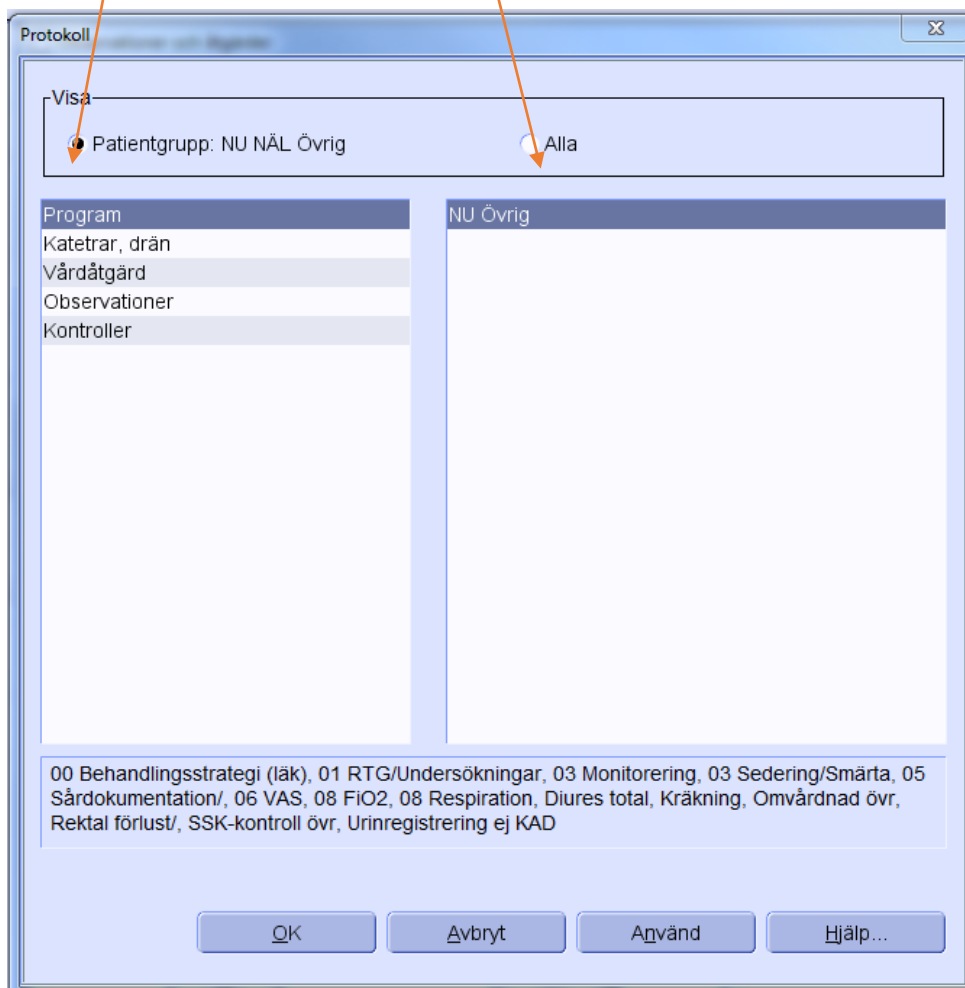 Protokoll
Visa
Patientgrupp: NU NÄL Övrig
Alla
Program
Katetrar, drän
Vårdåtgärd
Observationer
Kontroller
NU Övrig
00 Behandlingsstrategi (läk), 01 RTG/Undersökningar, 03 Monitorering, 03 Sedering/Smärta, 05
Sårdokumentation/, 06 VAS, 08 FiO2, 08 Respiration, Diures total, Kräkning, Omvårdnad övr,
Rektal förlust/, SSK-kontroll övr, Urinregistrering ej KAD
OK
Avbryt
Använd
Hjälp...